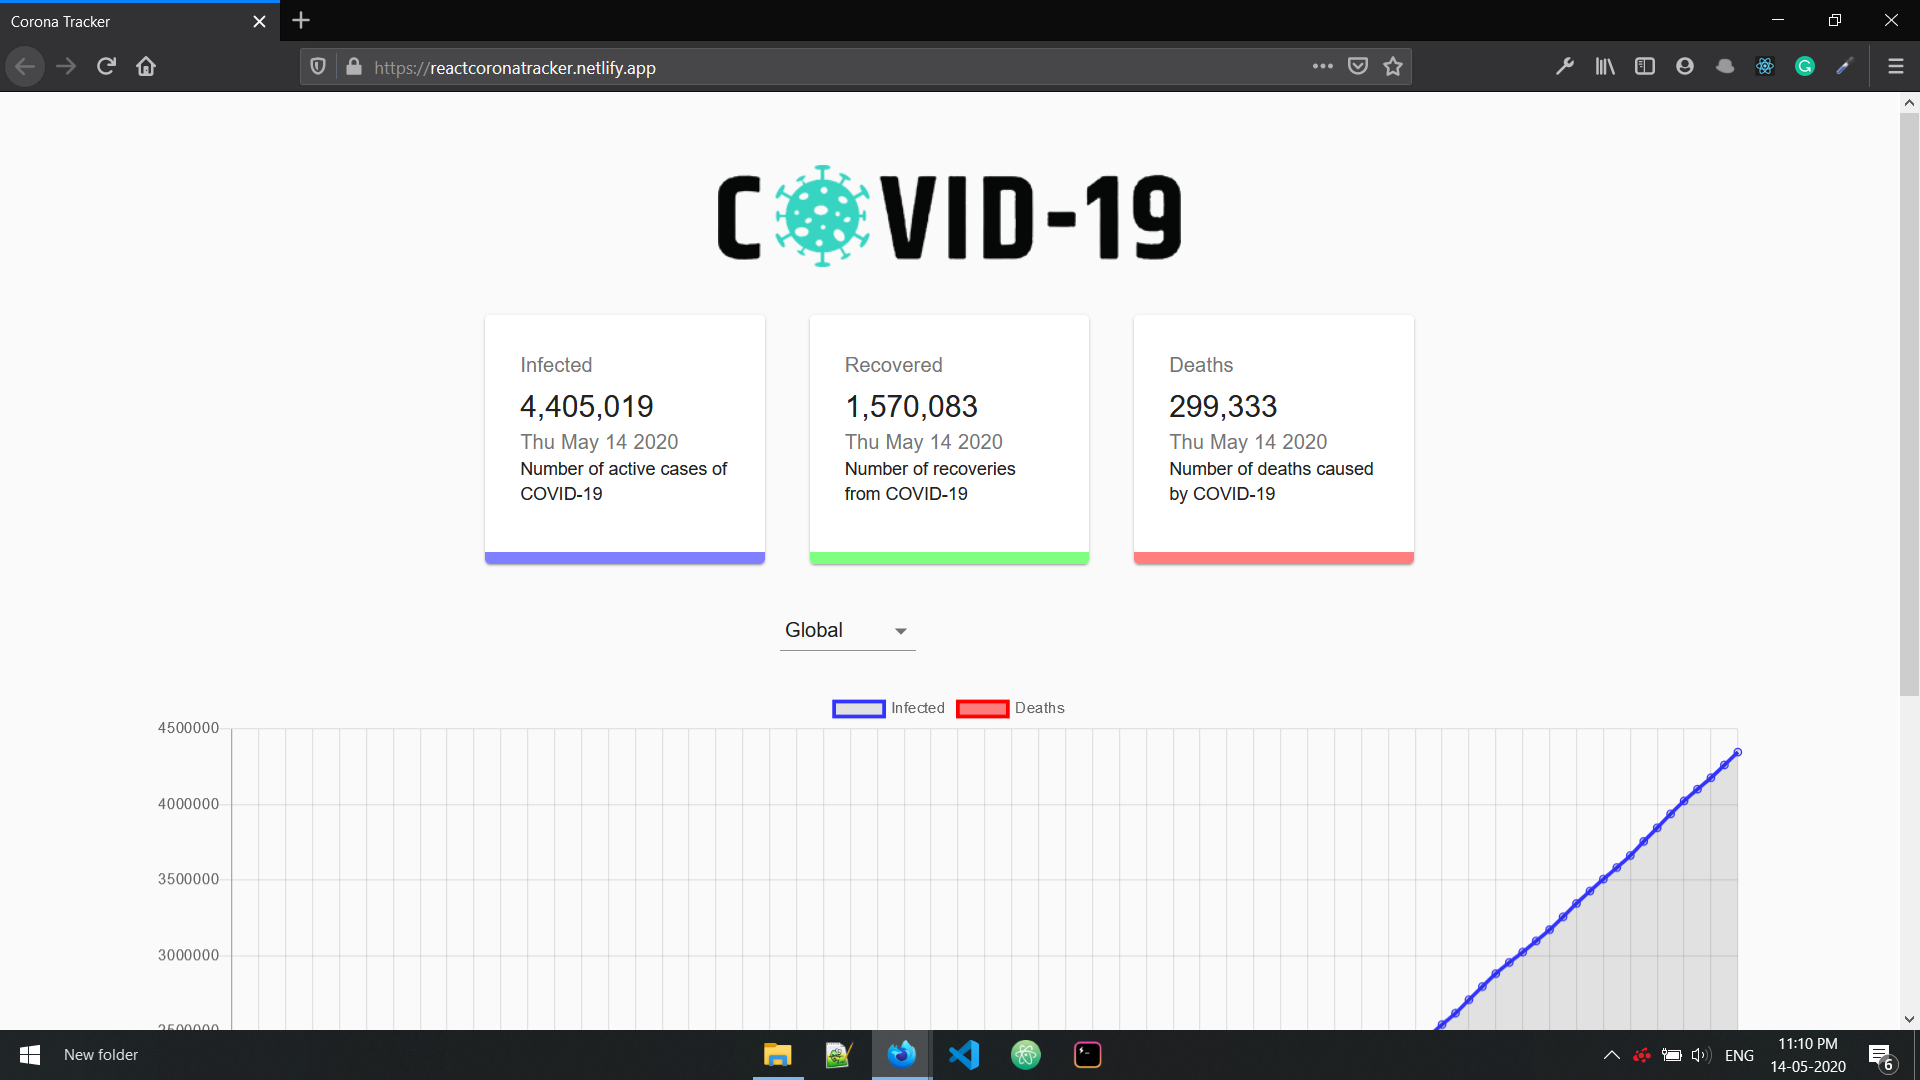 Corona Tracker
https://reactcoronatracker.netlify.app
COVID-19
Infected
4,405,019
Thu May 14 2020
Number of active cases of
COVID-19
Recovered
1,570,083
Thu May 14 2020
Number of recoveries
from COVID-19
Deaths
299,333
Thu May 14 2020
Number of deaths caused
by COVID-19
Global
Infected Deaths
4500000
4000000
3500000
3000000
2500000
New folder
ENG
11:10 PM
14-05-2020
6